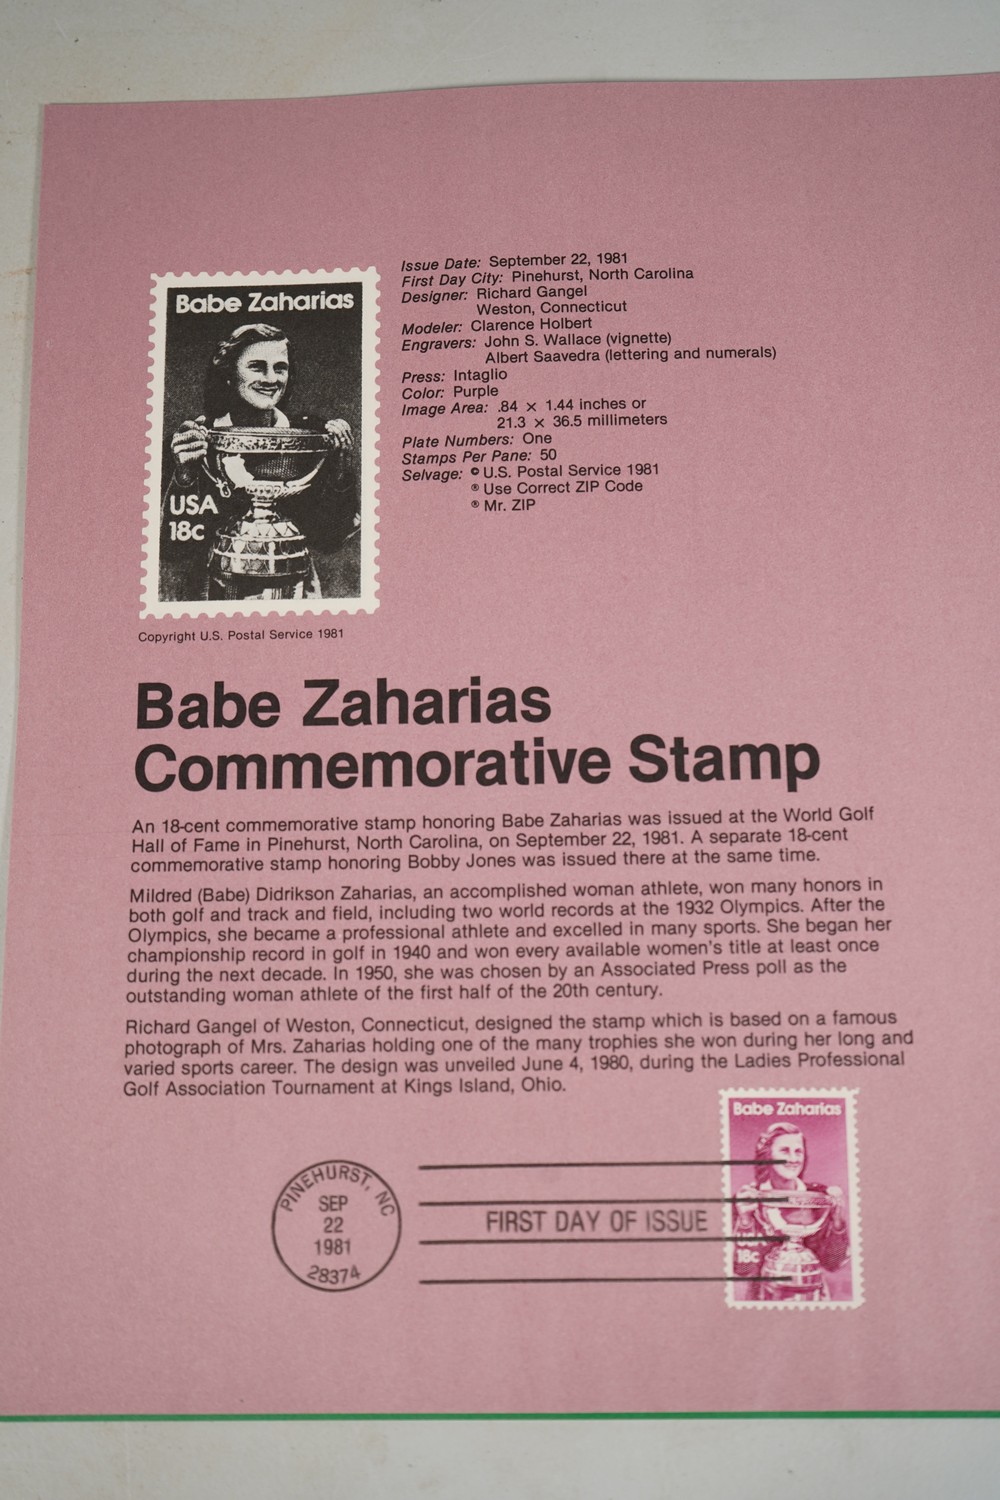 Babe Zaharias
USA
18c
Copyright U.S. Postal Service 1981
Issue Date: September 22, 1981
First Day City: Pinehurst, North Carolina
Designer: Richard Gangel
Weston, Connecticut
Modeler: Clarence Holbert
Engravers: John S. Wallace (vignette)
Albert Saavedra (lettering and numerals)
Press: Intaglio
Color: Purple
Image Area: .84 × 1.44 inches or
21.3 × 36.5 millimeters
Plate Numbers: One
Stamps Per Pane: 50
Selvage: © U.S. Postal Service 1981
® Use Correct ZIP Code
® Mr. ZIP
Babe Zaharias
Commemorative Stamp
An 18-cent commemorative stamp honoring Babe Zaharias was issued at the World Golf
Hall of Fame in Pinehurst, North Carolina, on September 22, 1981. A separate 18-cent
commemorative stamp honoring Bobby Jones was issued there at the same time.
Mildred (Babe) Didrikson Zaharias, an accomplished woman athlete, won many honors in
both golf and track and field, including two world records at the 1932 Olympics. After the
Olympics, she became a professional athlete and excelled in many sports. She began her
championship record in golf in 1940 and won every available women's title at least once
during the next decade. In 1950, she was chosen by an Associated Press poll as the
outstanding woman athlete of the first half of the 20th century.
Richard Gangel of Weston, Connecticut, designed the stamp which is based on a famous
photograph of Mrs. Zaharias holding one of the many trophies she won during her long and
varied sports career. The design was unveiled June 4, 1980, during the Ladies Professional
Golf Association Tournament at Kings Island, Ohio.
PINEHURST, NC
SEP
22
1981
28374
FIRST DAY OF ISSUE
Babe Zaharias
USA
18c